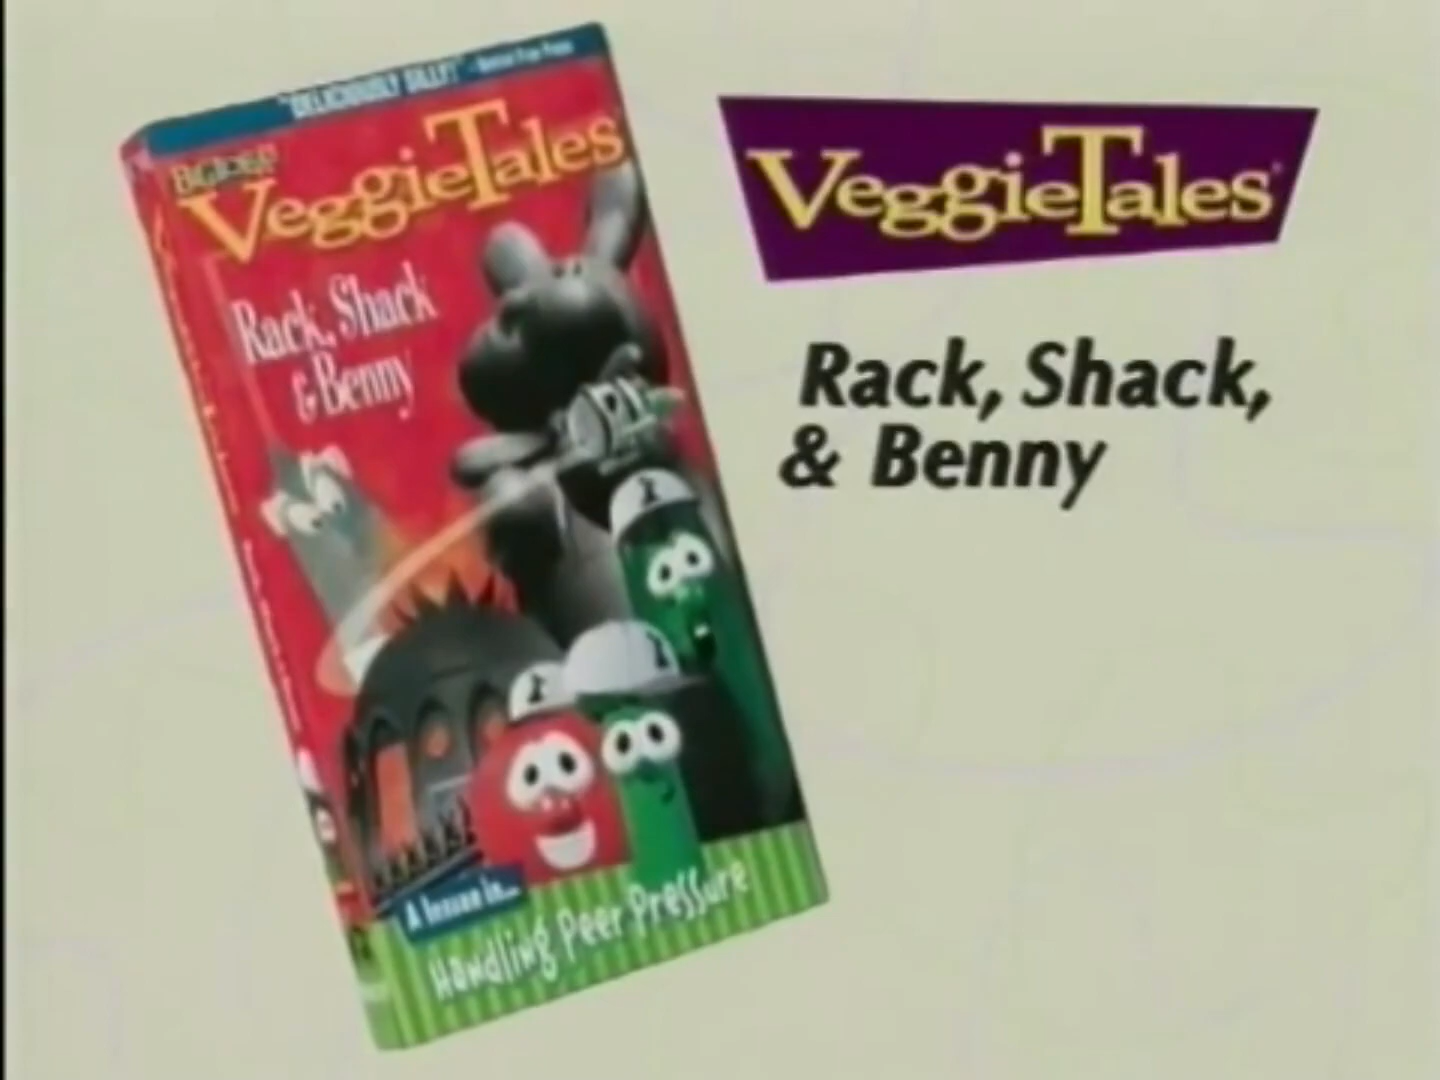 "DELICIOUSLY SILLY!"
BIG IDEA
VeggieTales
Rack, Shack
& Benny
A lesson in...
Handling Peer Pressure
VeggieTales®
Rack, Shack,
& Benny